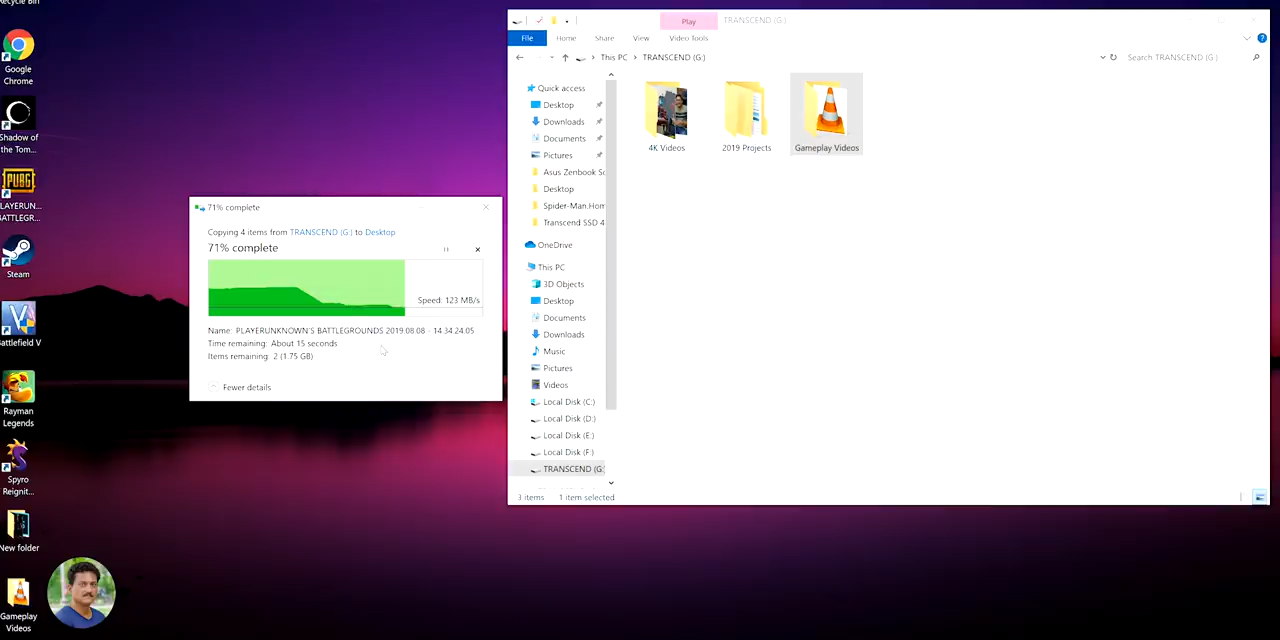 Recycle Bin
Google
Chrome
Shadow of
the Tom...
PUBG
PLAYERUN...
BATTLEGR...
Steam
V
Battlefield V
Rayman
Legends
Spyro
Reignit...
New folder
Gameplay
Videos
71% complete
Copying 4 items from TRANSCEND (G:) to Desktop
71% complete
Speed: 123 MB/s
Name: PLAYERUNKNOWN'S BATTLEGROUNDS 2019.08.08 - 14.34.24.05
Time remaining: About 15 seconds
Items remaining: 2 (1.75 GB)
Fewer details
Play
TRANSCEND (G:)
File
Home
Share
View
Video Tools
This PC
TRANSCEND (G:)
Search TRANSCEND (G:)
Quick access
Desktop
Downloads
Documents
Pictures
Asus Zenbook Sc
Desktop
Spider-Man.Hom
Transcend SSD 4
OneDrive
This PC
3D Objects
Desktop
Documents
Downloads
Music
Pictures
Videos
Local Disk (C:)
Local Disk (D:)
Local Disk (E:)
Local Disk (F:)
TRANSCEND (G:)
4K Videos
2019 Projects
Gameplay Videos
3 items
1 item selected